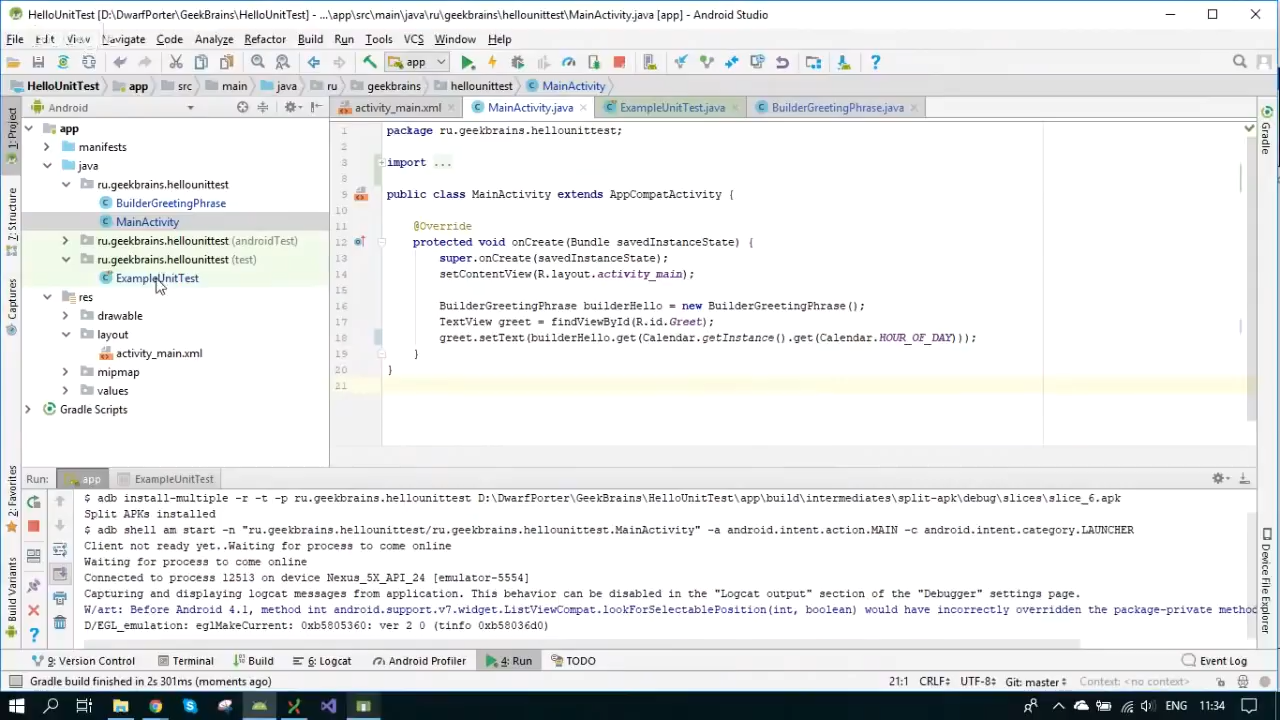 HelloUnitTest [D:\DwarfPorter\GeekBrains\HelloUnitTest] - ...\app\src\main\java\ru\geekbrains\hellounittest\MainActivity.java [app] - Android Studio
File Edit View Navigate Code Analyze Refactor Build Run Tools VCS Window Help
app
HelloUnitTest app src main java ru geekbrains hellounittest MainActivity
Android
activity_main.xml MainActivity.java ExampleUnitTest.java BuilderGreetingPhrase.java
1: Project
7: Structure
Captures
2: Favorites
Build Variants
Gradle
Device File Explorer
app
manifests
java
ru.geekbrains.hellounittest
BuilderGreetingPhrase
MainActivity
ru.geekbrains.hellounittest (androidTest)
ru.geekbrains.hellounittest (test)
ExampleUnitTest
res
drawable
layout
activity_main.xml
mipmap
values
Gradle Scripts
1 package ru.geekbrains.hellounittest;
2
3 import ...
8
9 public class MainActivity extends AppCompatActivity {
10
11 @Override
12 protected void onCreate(Bundle savedInstanceState) {
13 super.onCreate(savedInstanceState);
14 setContentView(R.layout.activity_main);
15
16 BuilderGreetingPhrase builderHello = new BuilderGreetingPhrase();
17 TextView greet = findViewById(R.id.Greet);
18 greet.setText(builderHello.get(Calendar.getInstance().get(Calendar.HOUR_OF_DAY)));
19 }
20 }
21
Run: app ExampleUnitTest
$ adb install-multiple -r -t -p ru.geekbrains.hellounittest D:\DwarfPorter\GeekBrains\HelloUnitTest\app\build\intermediates\split-apk\debug\slices\slice_6.apk
Split APKs installed
$ adb shell am start -n "ru.geekbrains.hellounittest/ru.geekbrains.hellounittest.MainActivity" -a android.intent.action.MAIN -c android.intent.category.LAUNCHER
Client not ready yet..Waiting for process to come online
Waiting for process to come online
Connected to process 12513 on device Nexus_5X_API_24 [emulator-5554]
Capturing and displaying logcat messages from application. This behavior can be disabled in the "Logcat output" section of the "Debugger" settings page.
W/art: Before Android 4.1, method int android.support.v7.widget.ListViewCompat.lookForSelectablePosition(int, boolean) would have incorrectly overridden the package-private method
D/EGL_emulation: eglMakeCurrent: 0xb5805360: ver 2 0 (tinfo 0xb58036d0)
9: Version Control Terminal Build 6: Logcat Android Profiler 4: Run TODO Event Log
Gradle build finished in 2s 301ms (moments ago) 21:1 CRLF÷ UTF-8÷ Git: master÷ Context: <no context>
ENG 11:34